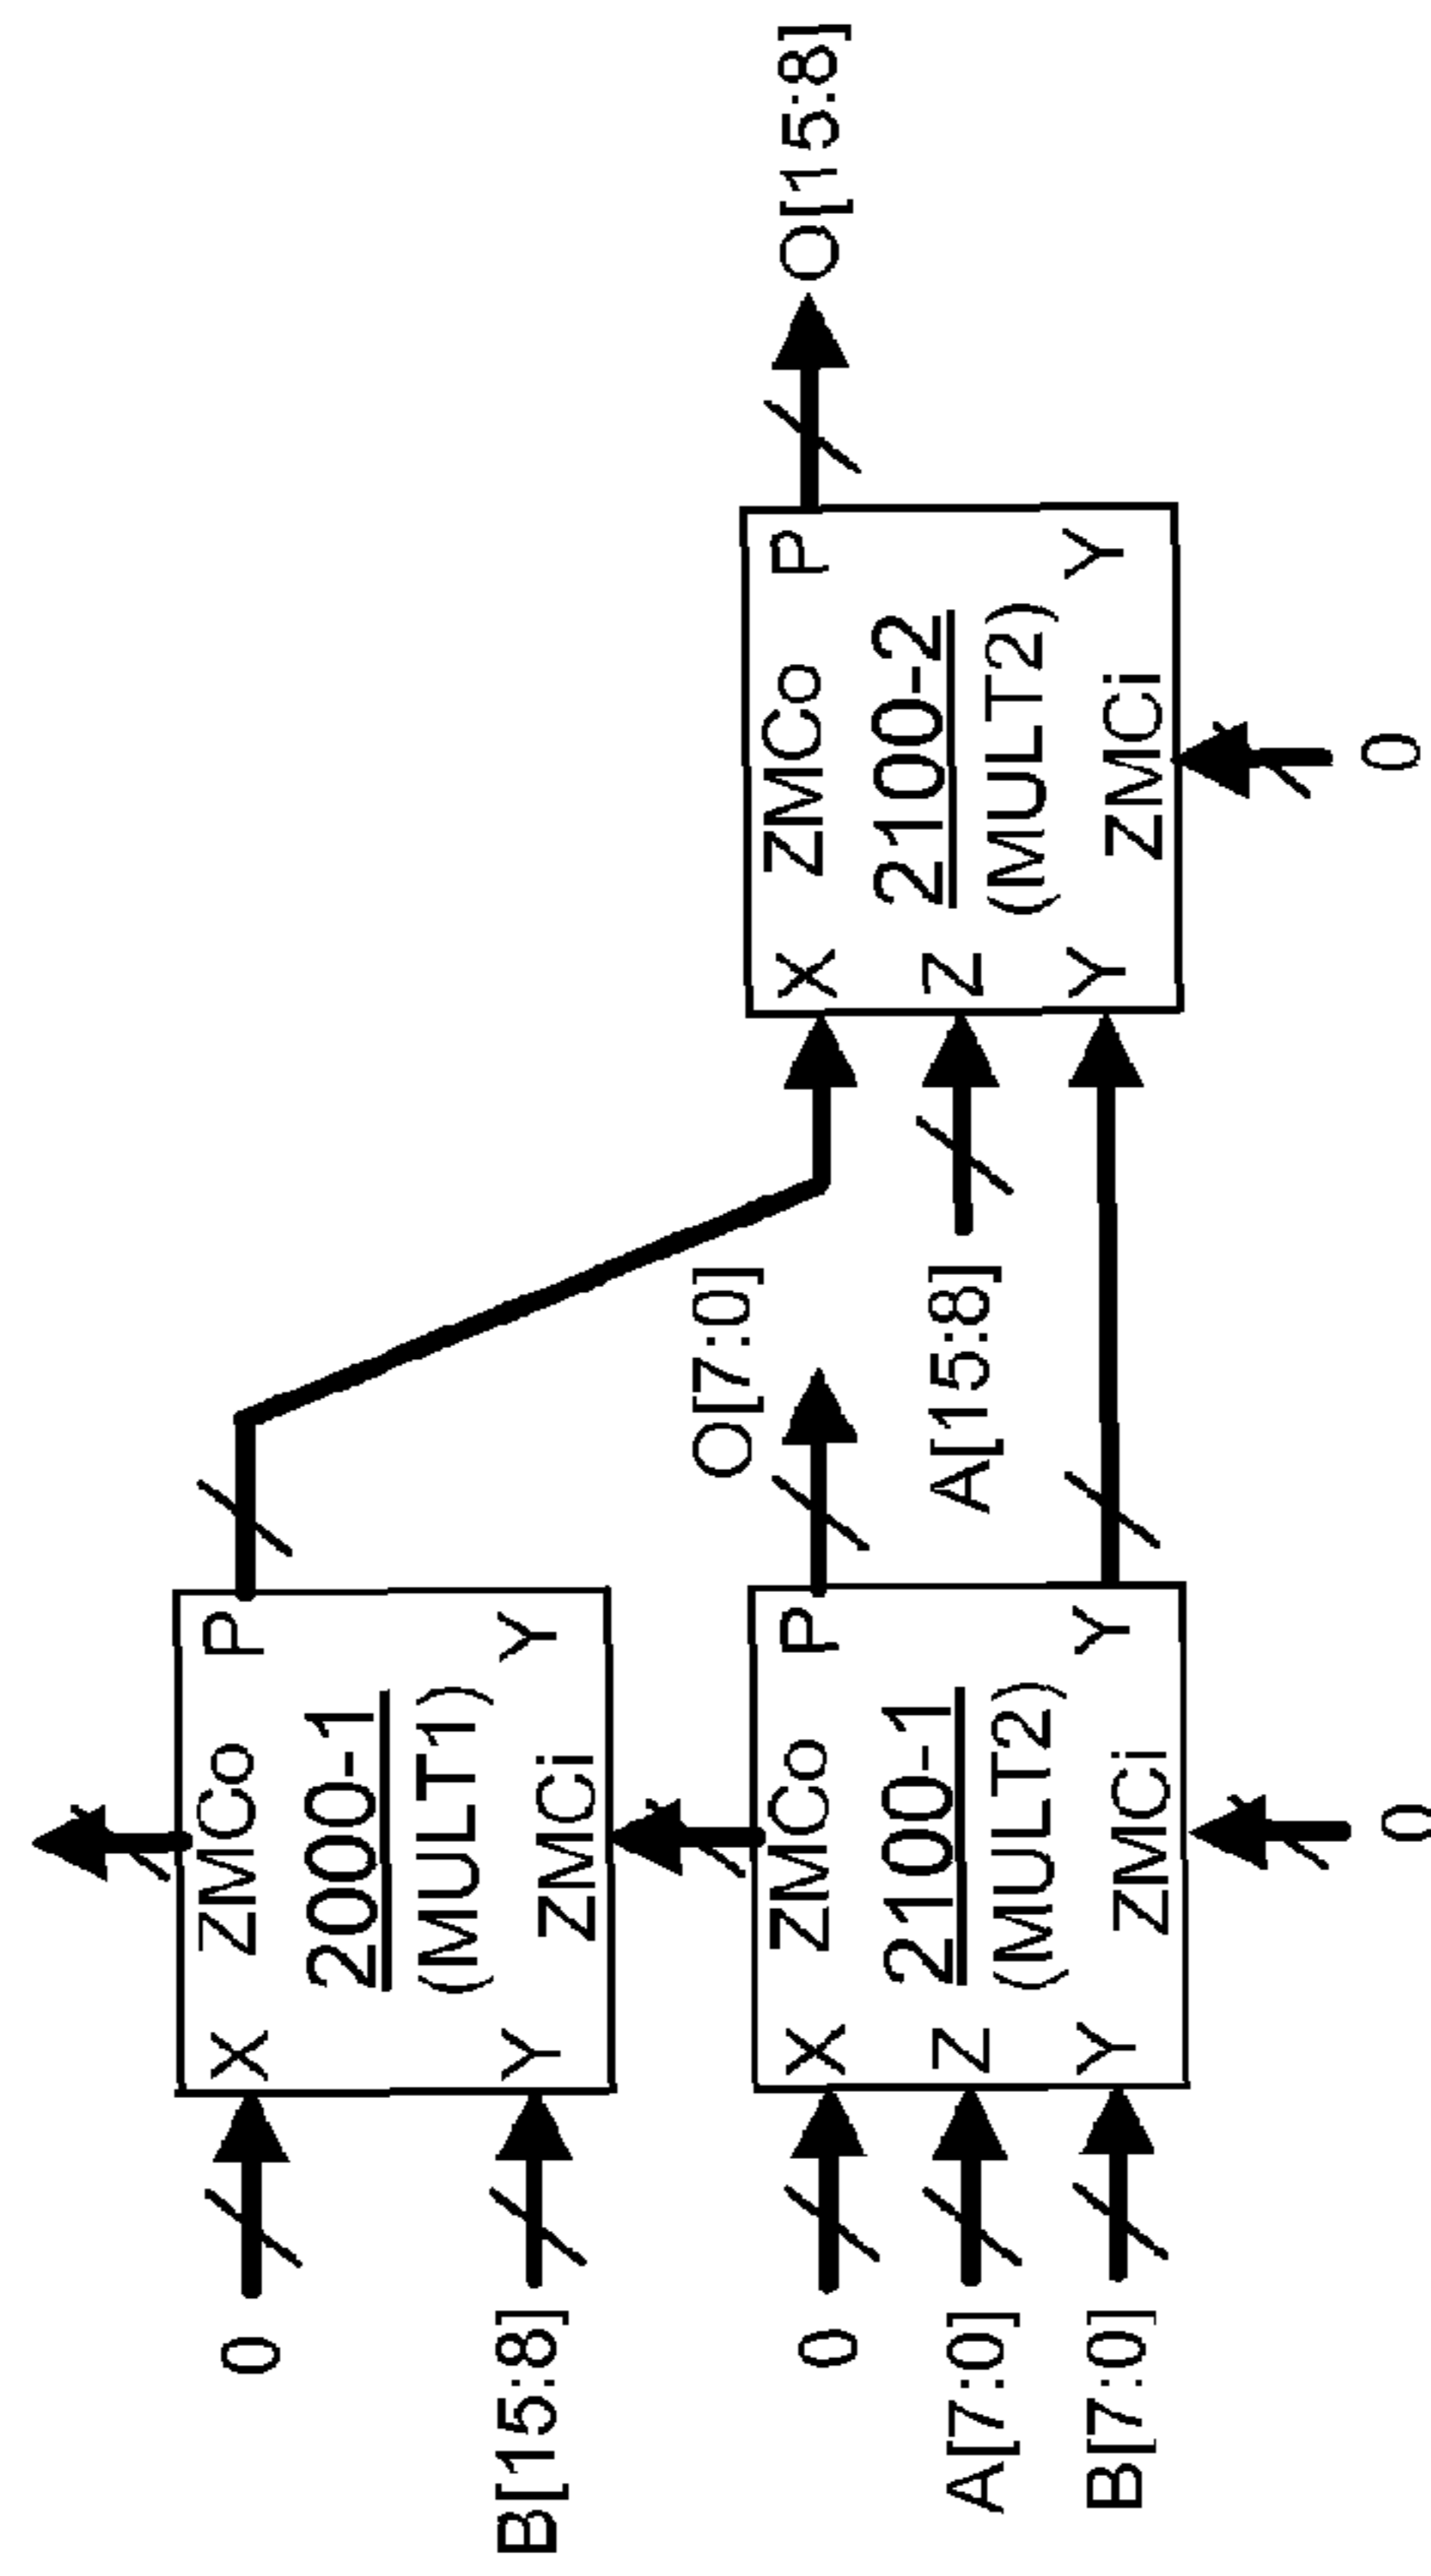 0
B[15:8]
X ZMCo P
2000-1
(MULT1)
Y ZMCi Y
0
A[7:0]
B[7:0]
X ZMCo P
Z 2100-1
(MULT2)
Y ZMCi Y
0
O[7:0]
A[15:8]
X ZMCo P
Z 2100-2
(MULT2)
Y ZMCi Y
0
O[15:8]